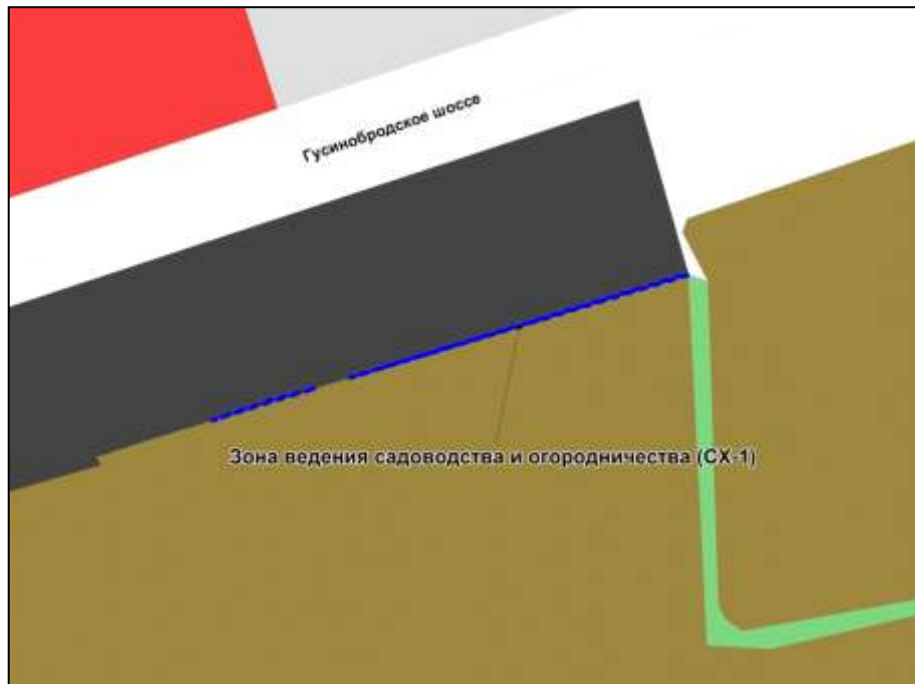 Гусинобродское шоссе
Зона ведения садоводства и огородничества (СХ-1)